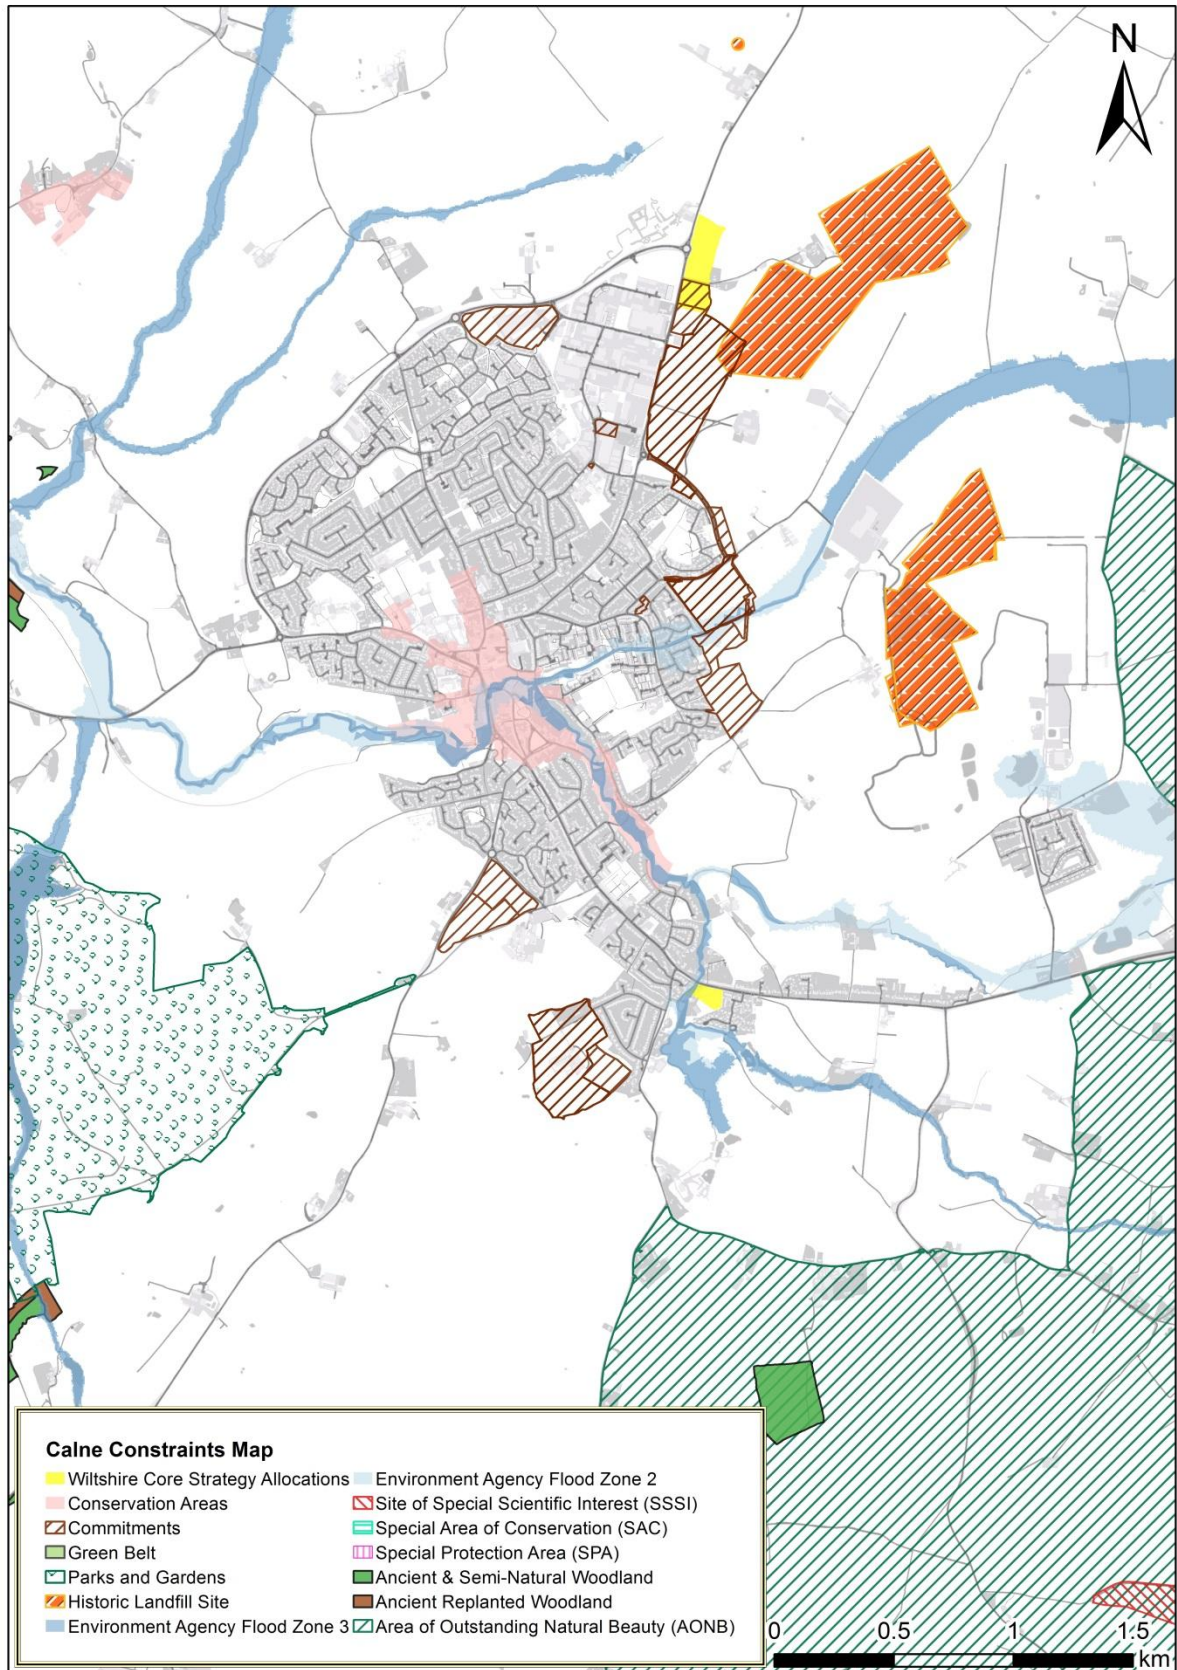 N
Calne Constraints Map
Wiltshire Core Strategy Allocations
Conservation Areas
Commitments
Green Belt
Parks and Gardens
Historic Landfill Site
Environment Agency Flood Zone 3
Environment Agency Flood Zone 2
Site of Special Scientific Interest (SSSI)
Special Area of Conservation (SAC)
Special Protection Area (SPA)
Ancient & Semi-Natural Woodland
Ancient Replanted Woodland
Area of Outstanding Natural Beauty (AONB)
0 0.5 1 1.5
km